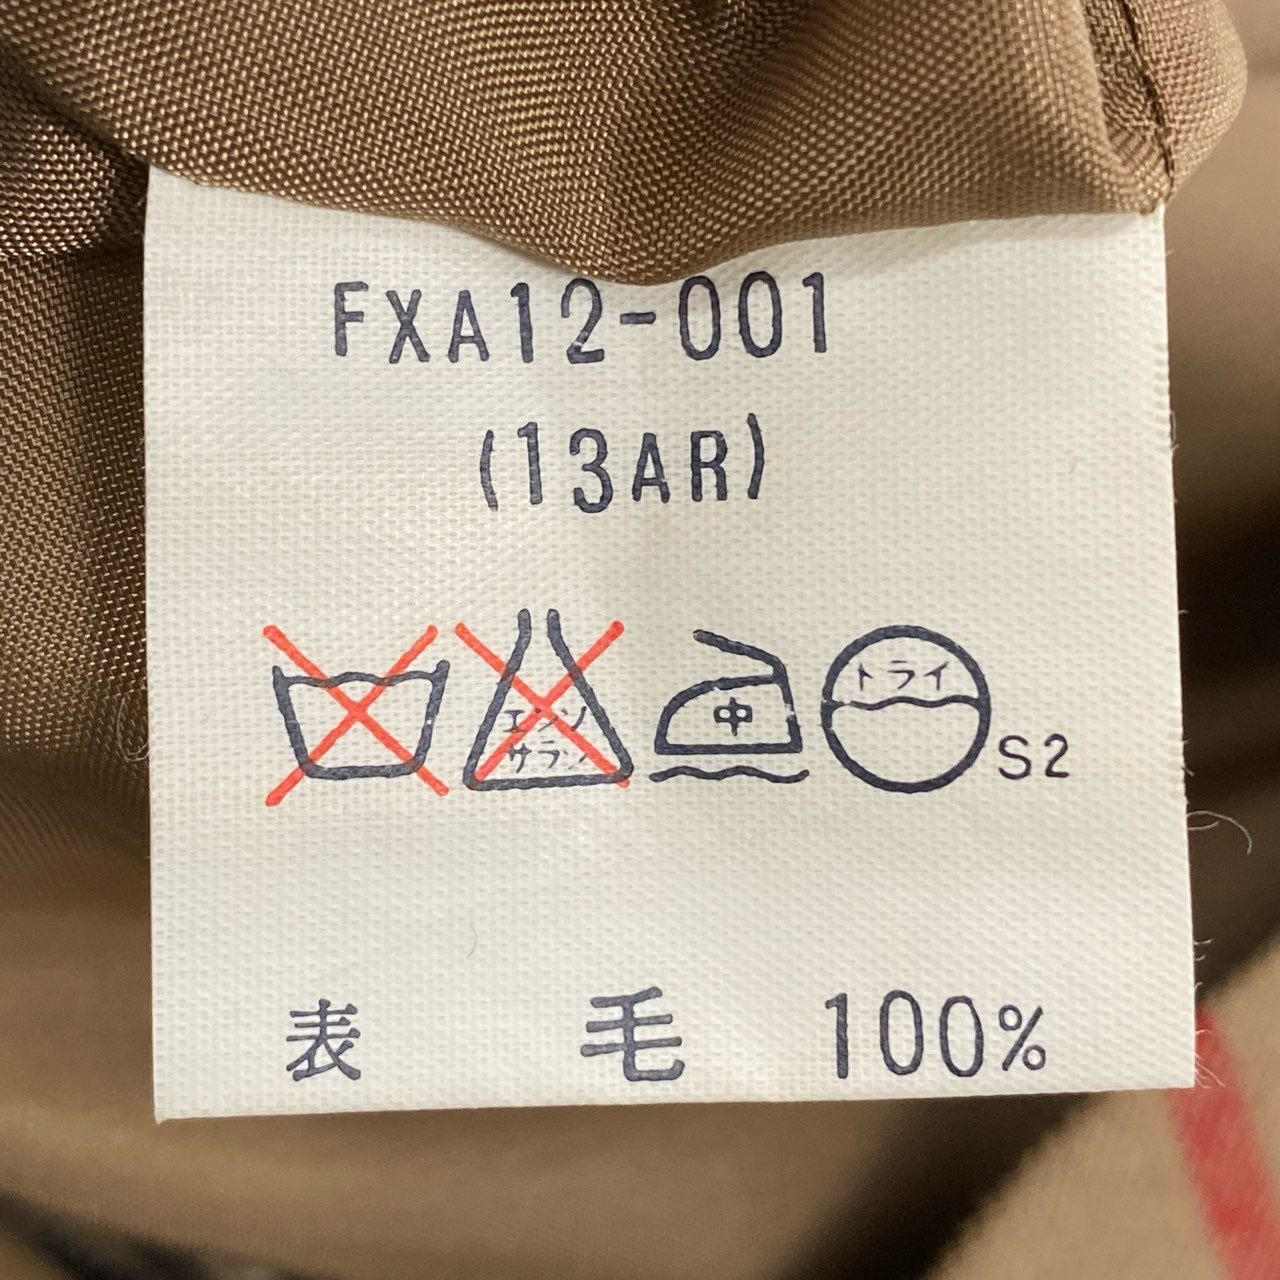 FXA12-001
(13AR)
エンソ
サラシ
中
ドライ
S2
表 毛 100%